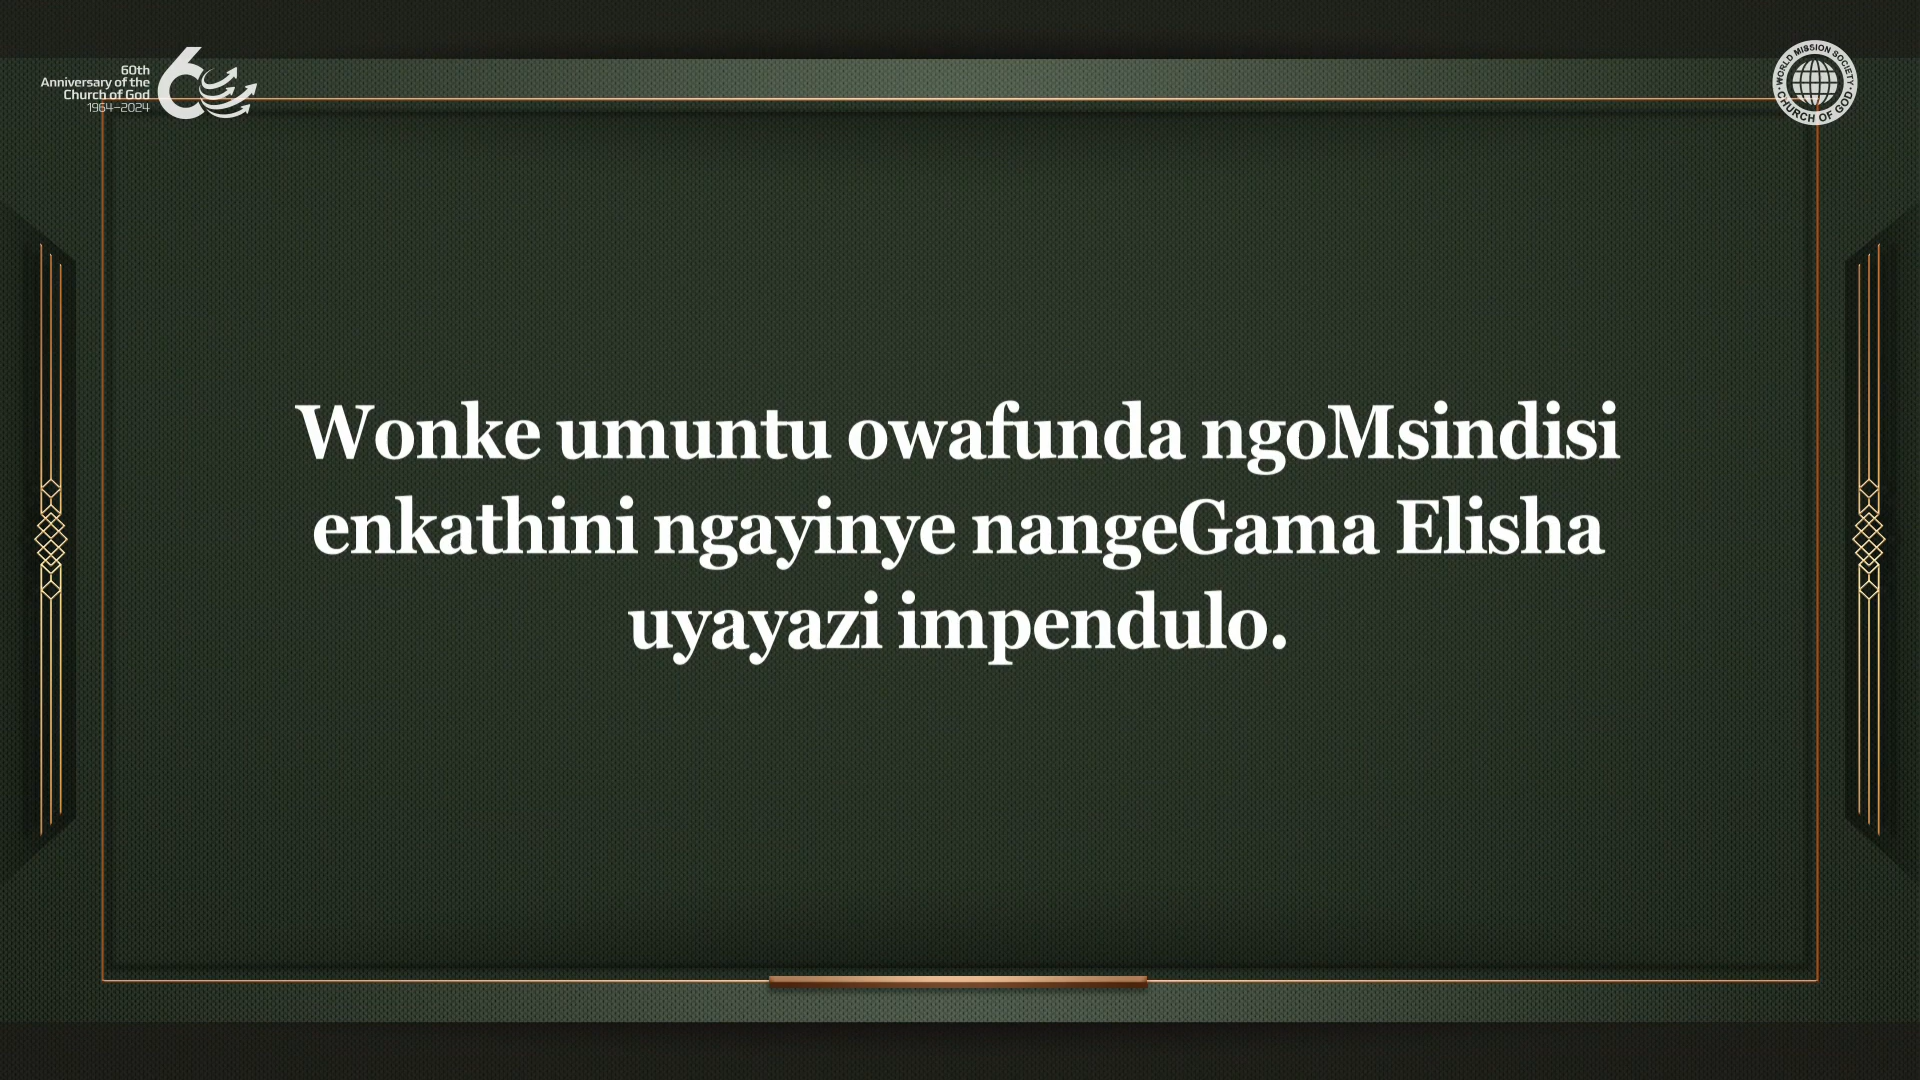 60th
Anniversary of the
Church of God
1964–2024
WORLD MISSION SOCIETY
CHURCH OF GOD
Wonke umuntu owafunda ngoMsindisi
enkathini ngayinye nangeGama Elisha
uyayazi impendulo.